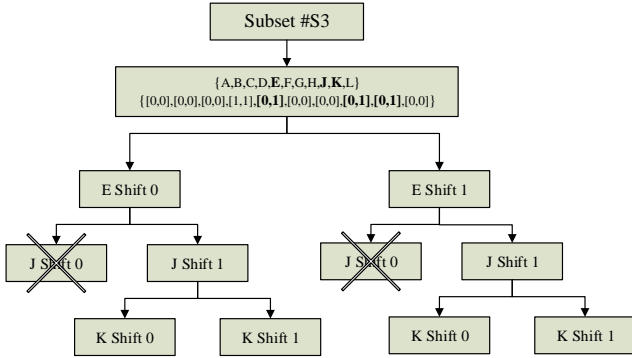 Subset #S3
{A,B,C,D,E,F,G,H,J,K,L}
{[0,0],[0,0],[0,0],[1,1],[0,1],[0,0],[0,0],[0,1],[0,1],[0,0]}
E Shift 0
E Shift 1
J Shift 0
J Shift 1
J Shift 0
J Shift 1
K Shift 0
K Shift 1
K Shift 0
K Shift 1